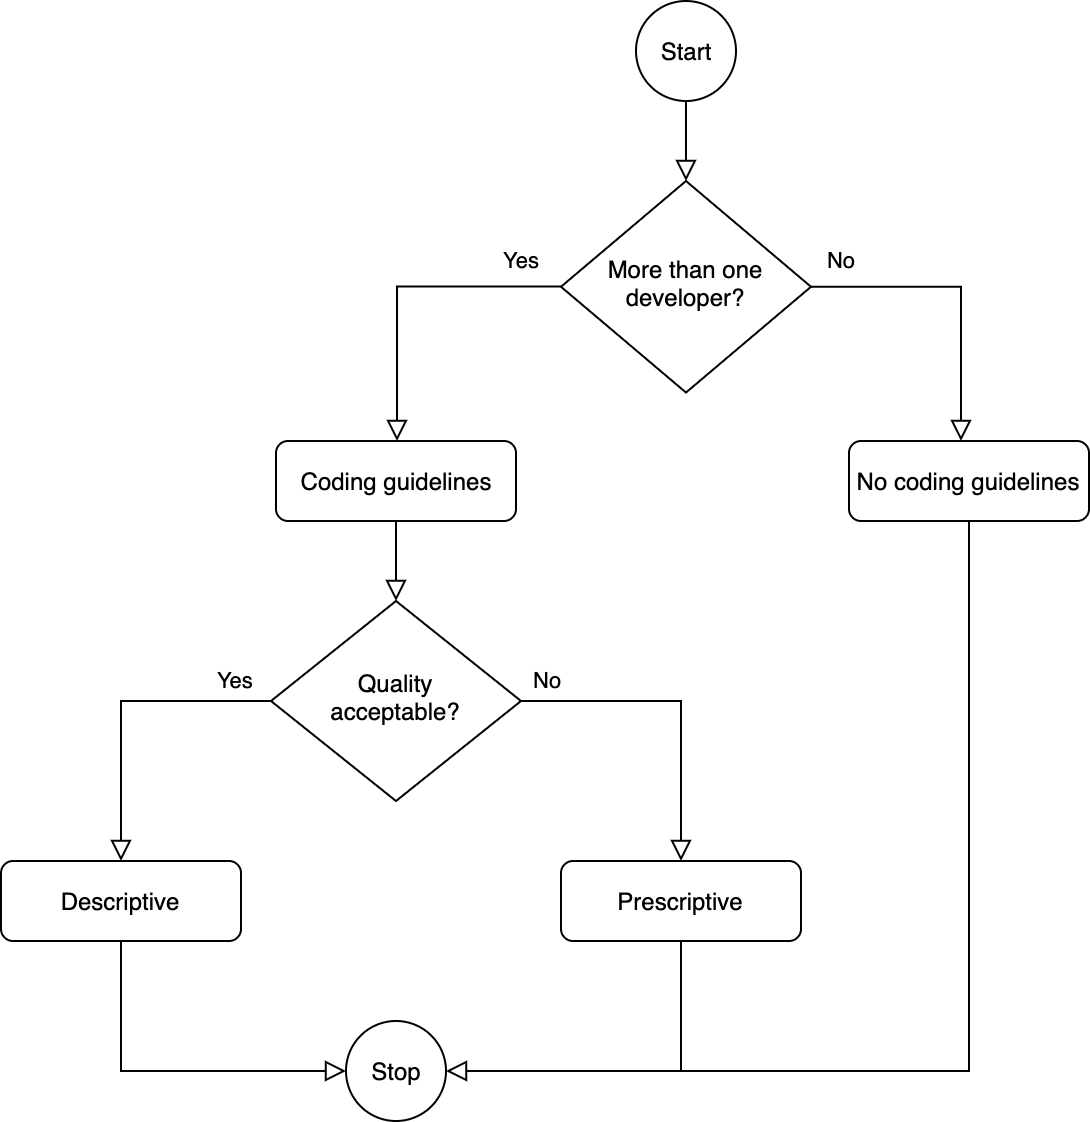 Start
More than one
developer?
Yes
No
Coding guidelines
No coding guidelines
Quality
acceptable?
Yes
No
Descriptive
Prescriptive
Stop